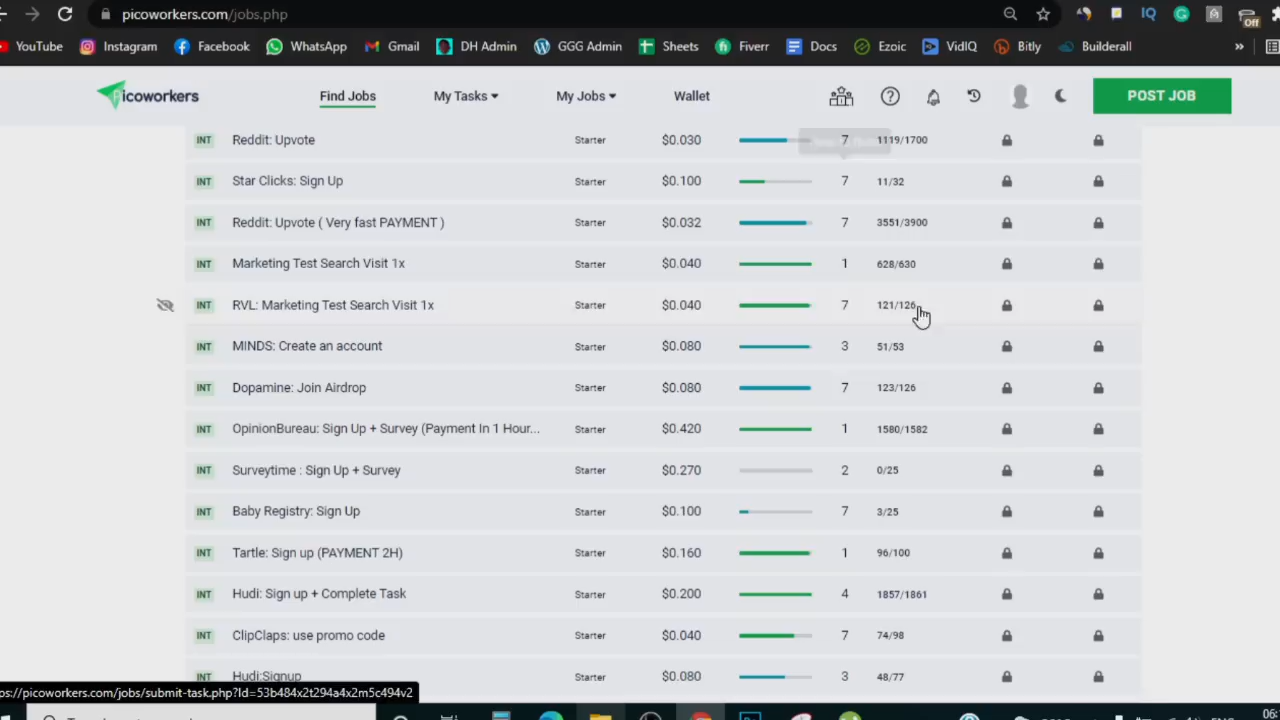 picoworkers.com/jobs.php
Off
YouTube Instagram Facebook WhatsApp Gmail DH Admin GGG Admin Sheets Fiverr Docs Ezoic VidIQ Bitly Builderall »
picoworkers Find Jobs My Tasks My Jobs Wallet POST JOB
INT Reddit: Upvote Starter $0.030 7 1119/1700
INT Star Clicks: Sign Up Starter $0.100 7 11/32
INT Reddit: Upvote ( Very fast PAYMENT ) Starter $0.032 7 3551/3900
INT Marketing Test Search Visit 1x Starter $0.040 1 628/630
INT RVL: Marketing Test Search Visit 1x Starter $0.040 7 121/126
INT MINDS: Create an account Starter $0.080 3 51/53
INT Dopamine: Join Airdrop Starter $0.080 7 123/126
INT OpinionBureau: Sign Up + Survey (Payment In 1 Hour... Starter $0.420 1 1580/1582
INT Surveytime : Sign Up + Survey Starter $0.270 2 0/25
INT Baby Registry: Sign Up Starter $0.100 7 3/25
INT Tartle: Sign up (PAYMENT 2H) Starter $0.160 1 96/100
INT Hudi: Sign up + Complete Task Starter $0.200 4 1857/1861
INT ClipClaps: use promo code Starter $0.040 7 74/98
INT Hudi:Signup Starter $0.080 3 48/77
ps://picoworkers.com/jobs/submit-task.php?Id=53b484x2t294a4x2m5c494v2